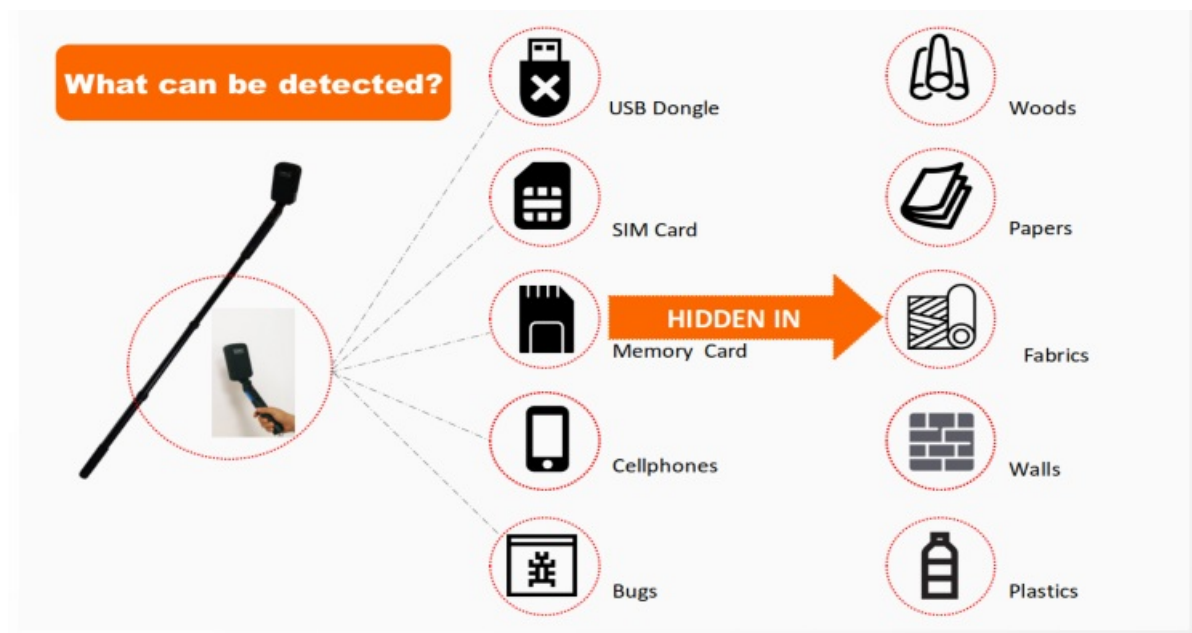 What can be detected?
USB Dongle
SIM Card
Memory Card
Cellphones
Bugs
HIDDEN IN
Woods
Papers
Fabrics
Walls
Plastics